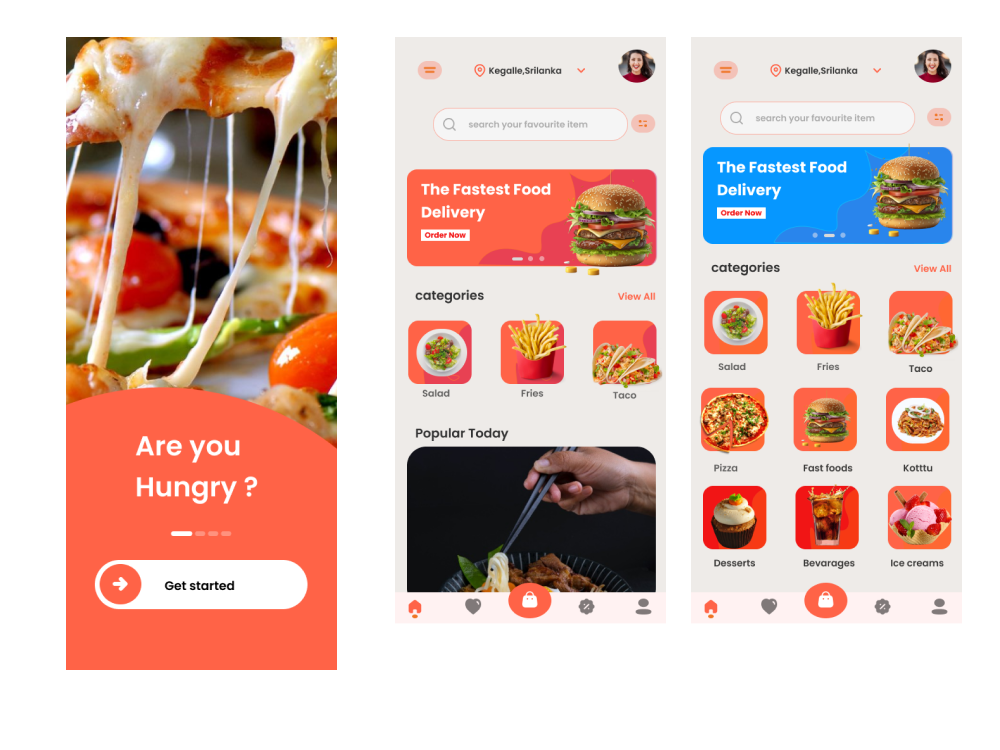 Are you
Hungry ?
Get started
Kegalle,Srilanka
search your favourite item
The Fastest Food
Delivery
Order Now
categories
View All
Salad
Fries
Taco
Popular Today
Kegalle,Srilanka
search your favourite item
The Fastest Food
Delivery
Order Now
categories
View All
Salad
Fries
Taco
Pizza
Fast foods
Kotttu
Desserts
Bevarages
Ice creams